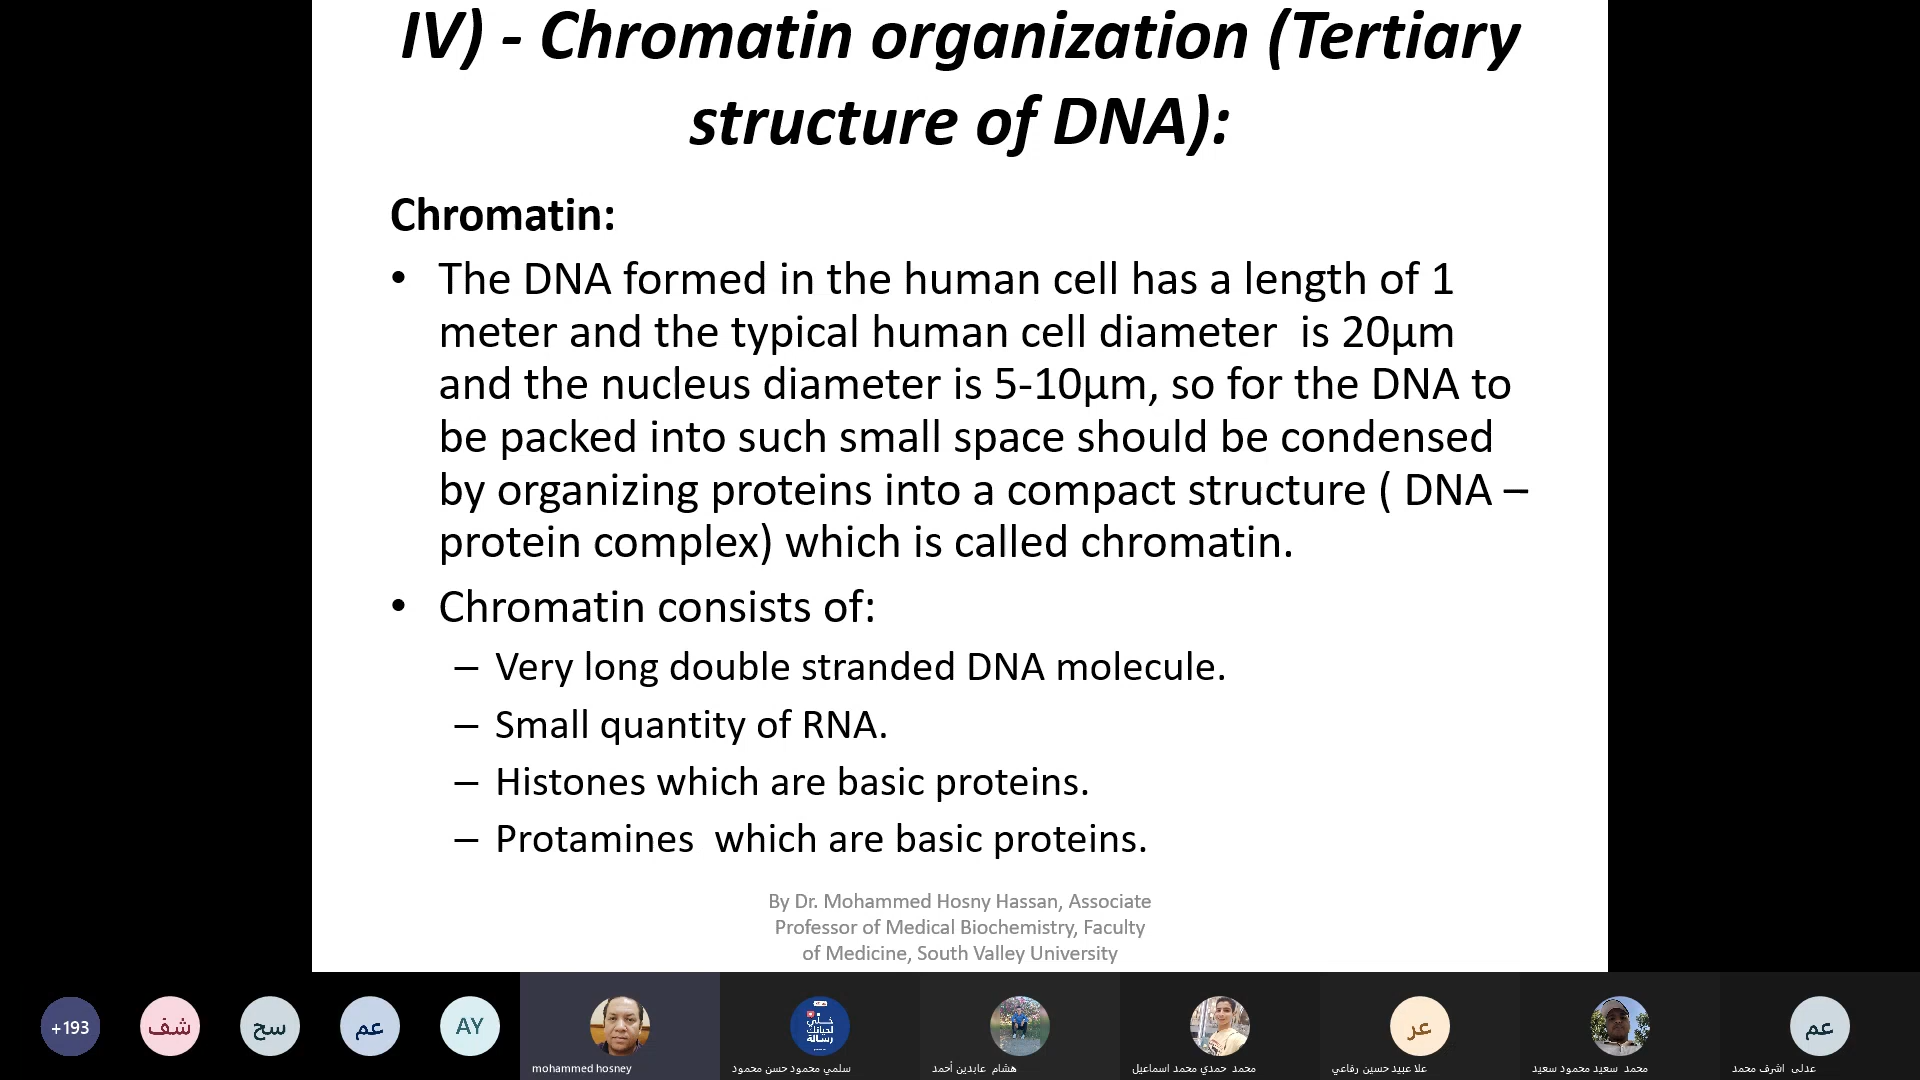 IV) - Chromatin organization (Tertiary
structure of DNA):
Chromatin:
• The DNA formed in the human cell has a length of 1
meter and the typical human cell diameter  is 20µm
and the nucleus diameter is 5-10µm, so for the DNA to
be packed into such small space should be condensed
by organizing proteins into a compact structure ( DNA –
protein complex) which is called chromatin.
• Chromatin consists of:
– Very long double stranded DNA molecule.
– Small quantity of RNA.
– Histones which are basic proteins.
– Protamines  which are basic proteins.
By Dr. Mohammed Hosny Hassan, Associate
Professor of Medical Biochemistry, Faculty
of Medicine, South Valley University
+193
شف
سح
عم
AY
mohammed hosney
خلي
لحياتك
رسالة
سلمي محمود حسن محمود
هشام عابدين أحمد
محمد حمدي محمد اسماعيل
عر
علا عبيد حسين رفاعي
محمد سعيد محمود سعيد
عم
عدلى اشرف محمد